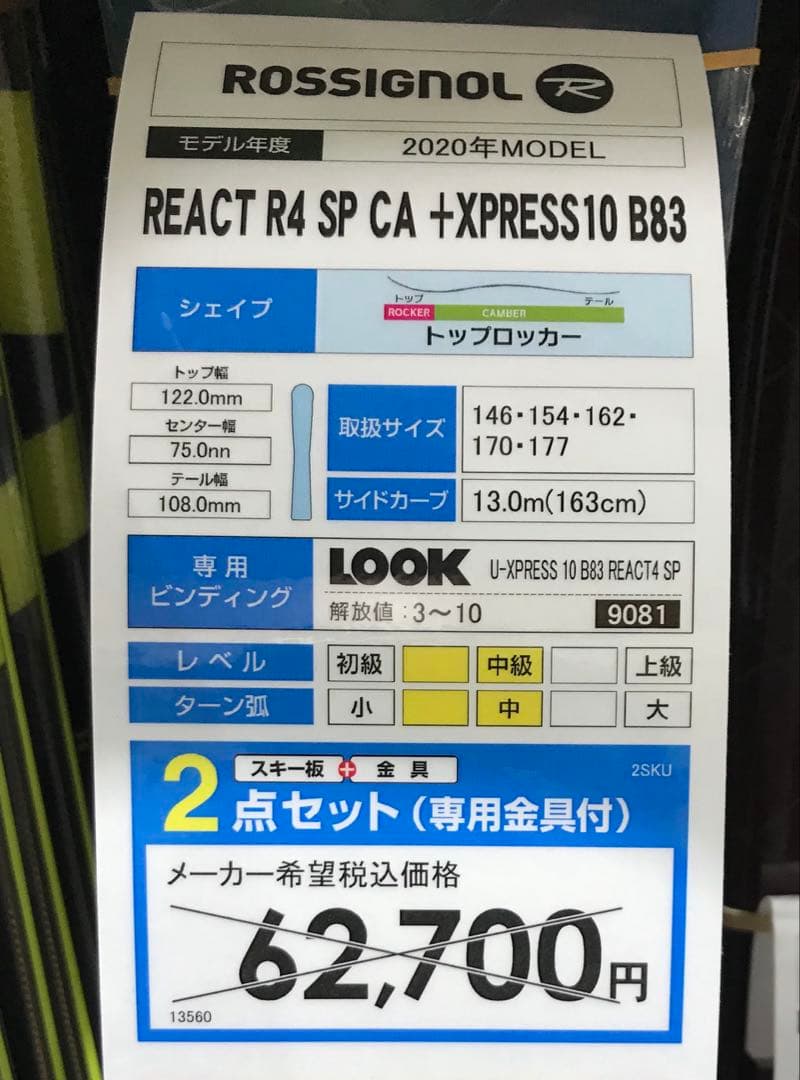 ROSSIGNOL R
モデル年度 2020年MODEL
REACT R4 SP CA +XPRESS10 B83
シェイプ
トップ テール
ROCKER CAMBER
トップロッカー
トップ幅
122.0mm
センター幅
75.0nn
テール幅
108.0mm
取扱サイズ
146・154・162・
170・177
サイドカーブ 13.0m(163cm)
専用
ビンディング
LOOK U-XPRESS 10 B83 REACT4 SP
解放値:3〜10 9081
レベル 初級 中級 上級
ターン弧 小 中 大
スキー板 + 金具 2SKU
2点セット(専用金具付)
メーカー希望税込価格
62,700円
13560